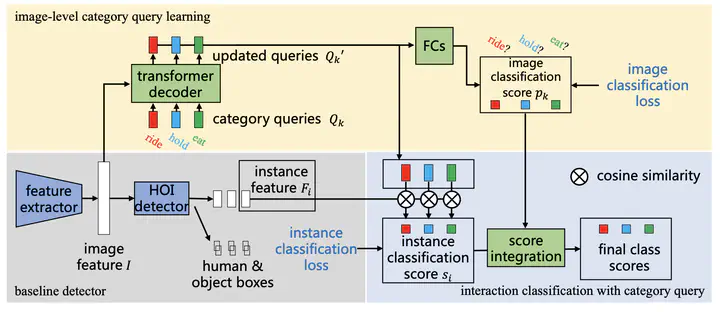 image-level category query learning
updated queries Q_k'
transformer
decoder
category queries Q_k
ride
hold
eat
FCs
ride?
hold?
eat?
image
classification
score p_k
image
classification
loss
feature
extractor
HOI
detector
instance
feature F_i
image
feature I
human &
object boxes
baseline detector
cosine similarity
instance
classification
loss
instance
classification
score s_i
score
integration
final class
scores
interaction classification with category query